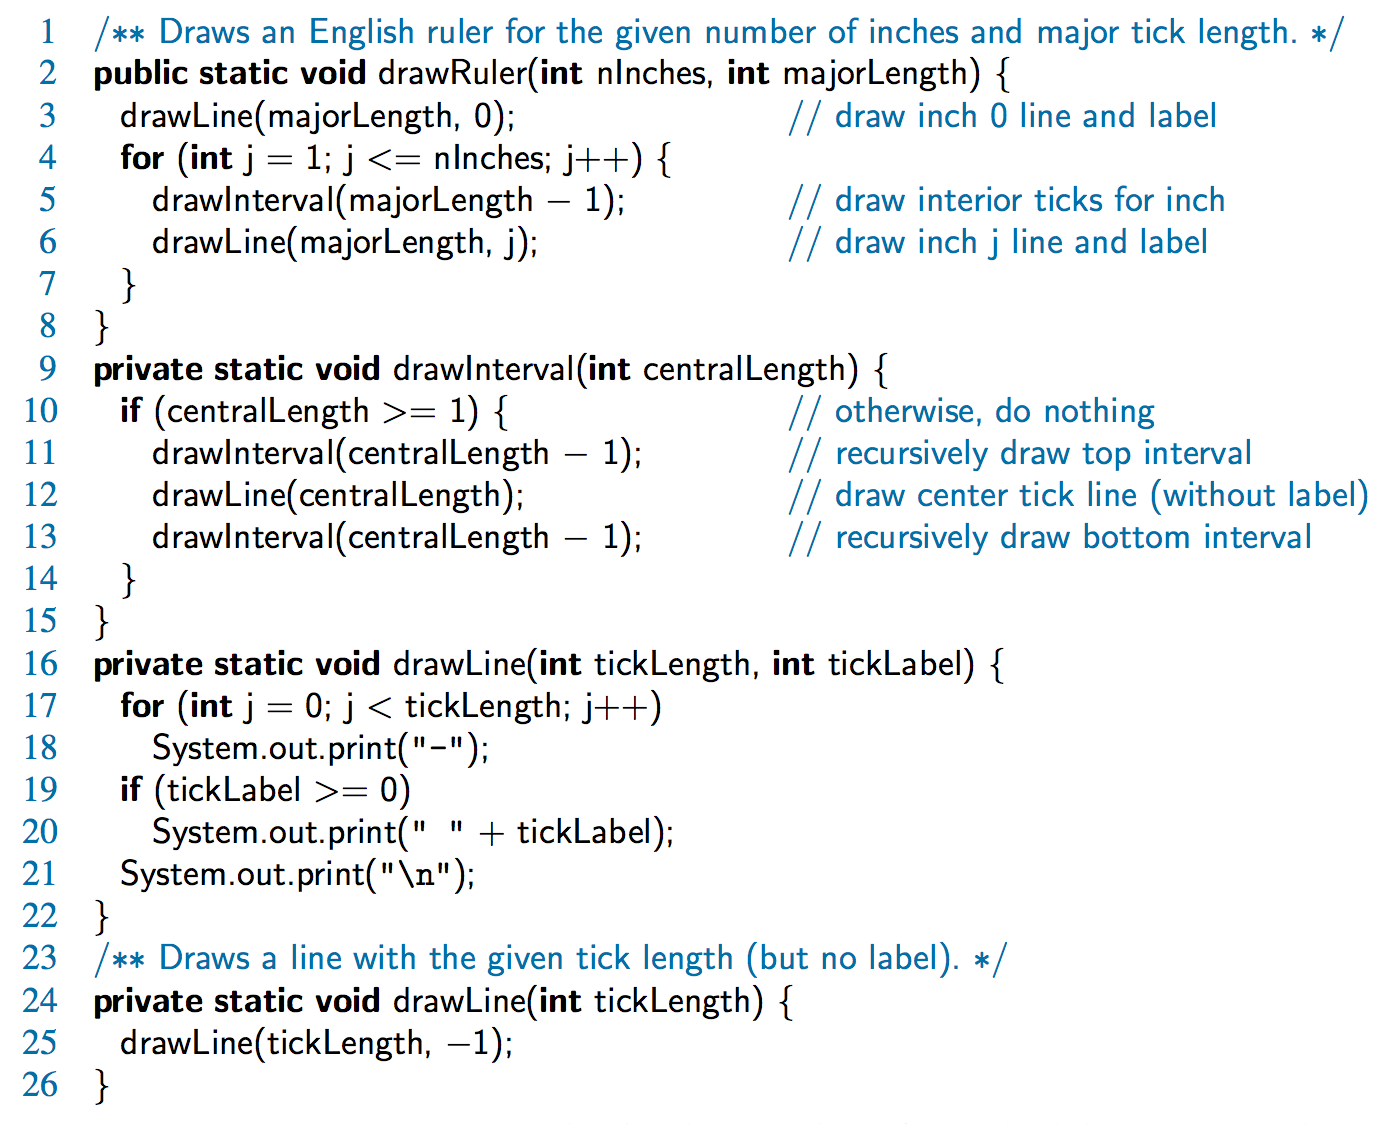 1 /** Draws an English ruler for the given number of inches and major tick length. */
2 public static void drawRuler(int nInches, int majorLength) {
3 drawLine(majorLength, 0); // draw inch 0 line and label
4 for (int j = 1; j <= nInches; j++) {
5 drawInterval(majorLength − 1); // draw interior ticks for inch
6 drawLine(majorLength, j); // draw inch j line and label
7 }
8 }
9 private static void drawInterval(int centralLength) {
10 if (centralLength >= 1) { // otherwise, do nothing
11 drawInterval(centralLength − 1); // recursively draw top interval
12 drawLine(centralLength); // draw center tick line (without label)
13 drawInterval(centralLength − 1); // recursively draw bottom interval
14 }
15 }
16 private static void drawLine(int tickLength, int tickLabel) {
17 for (int j = 0; j < tickLength; j++)
18 System.out.print("-");
19 if (tickLabel >= 0)
20 System.out.print(" " + tickLabel);
21 System.out.print("\n");
22 }
23 /** Draws a line with the given tick length (but no label). */
24 private static void drawLine(int tickLength) {
25 drawLine(tickLength, −1);
26 }